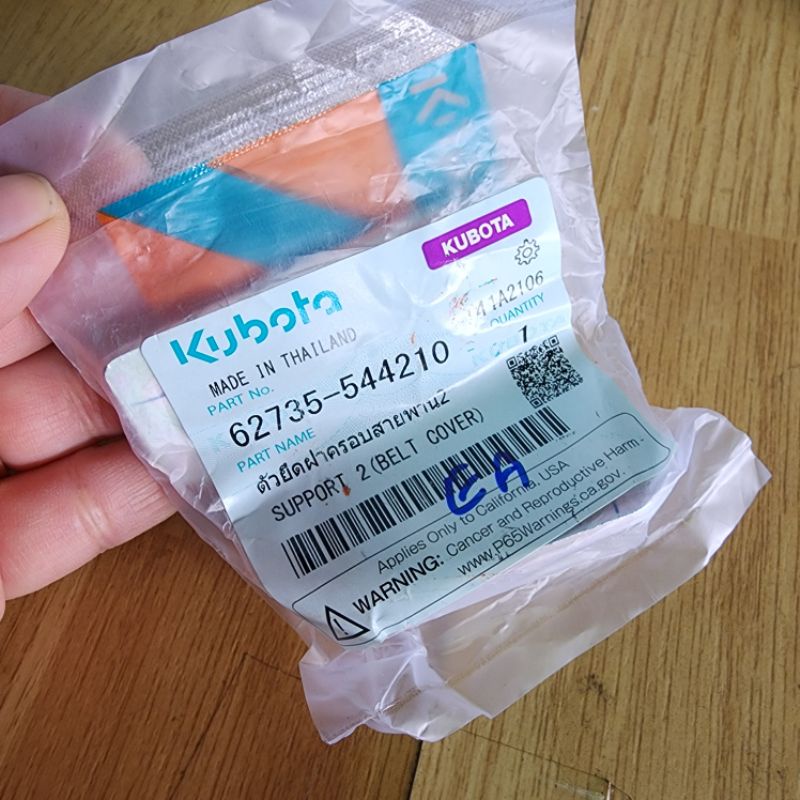 KUBOTA
Kubota
41A2106
MADE IN THAILAND
QUANTITY
PART No.
1
62735-544210
PART NAME
ตัวยึดฝาครอบสายพาน2
SUPPORT 2(BELT COVER)
EA
Applies Only to California, USA
WARNING: Cancer and Reproductive Harm -
www.P65Warnings.ca.gov.